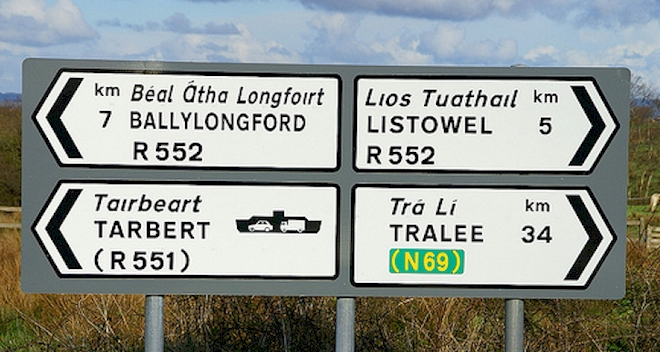 km Béal Átha Longfoirt
7 BALLYLONGFORD
R552
Lios Tuathail km
LISTOWEL 5
R552
Tairbeart
TARBERT
(R551)
Trá Lí km
TRALEE 34
(N69)